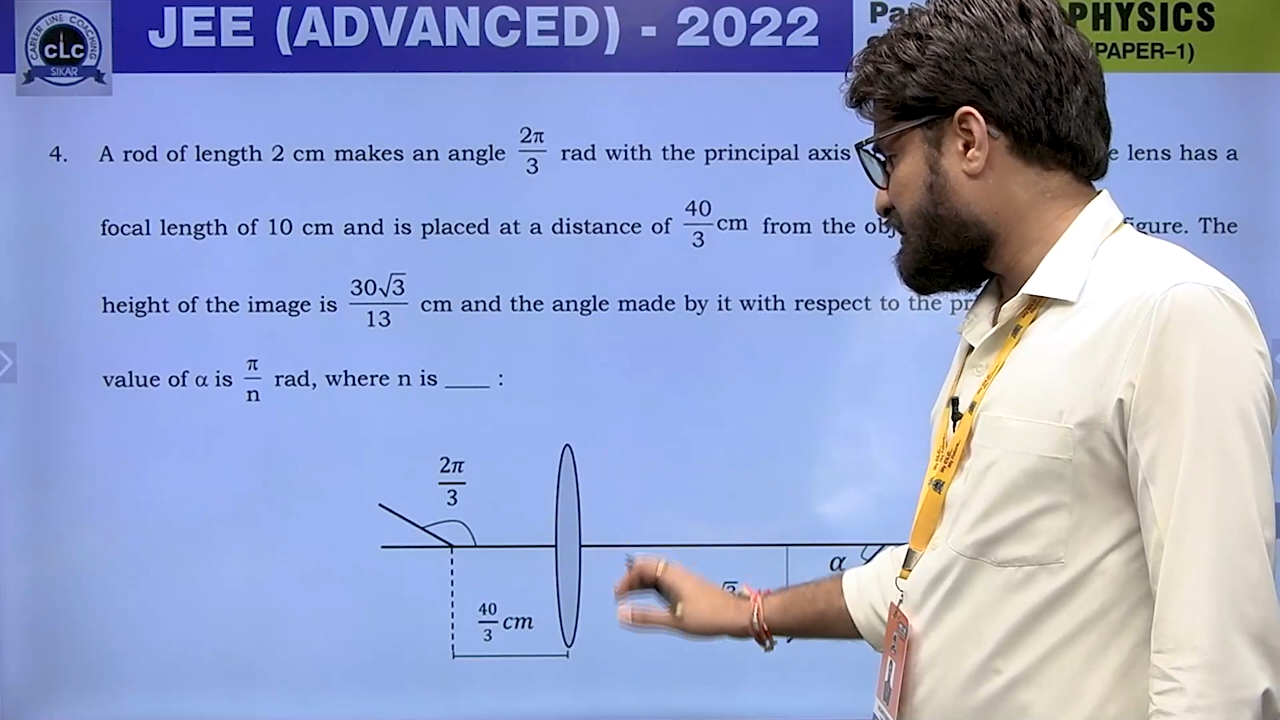 CAREER LINE COACHING
CLC
SIKAR
JEE (ADVANCED) - 2022
PHYSICS
(PAPER–1)
4. A rod of length 2 cm makes an angle 2π/3 rad with the principal axis lens has a
focal length of 10 cm and is placed at a distance of 40/3 cm from the The
height of the image is 30√3/13 cm and the angle made by it with respect to the
value of α is π/n rad, where n is ____ :
2π/3
α
40/3 cm